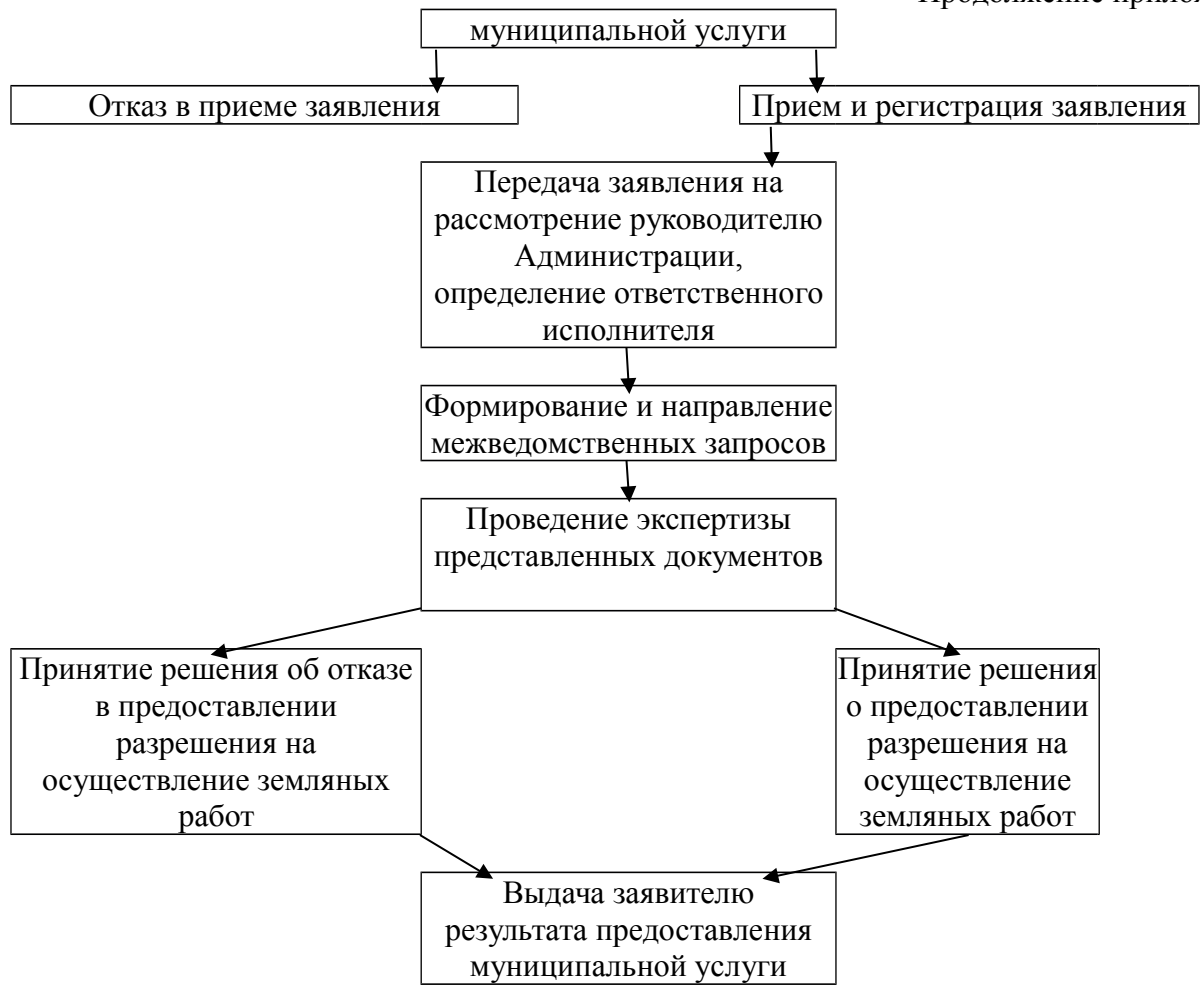 муниципальной услуги
Отказ в приеме заявления
Прием и регистрация заявления
Передача заявления на
рассмотрение руководителю
Администрации,
определение ответственного
исполнителя
Формирование и направление
межведомственных запросов
Проведение экспертизы
представленных документов
Принятие решения об отказе
в предоставлении
разрешения на
осуществление земляных
работ
Принятие решения
о предоставлении
разрешения на
осуществление
земляных работ
Выдача заявителю
результата предоставления
муниципальной услуги